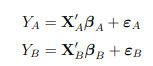 Y_A = X′_A β_A + ε_A
Y_B = X′_B β_B + ε_B